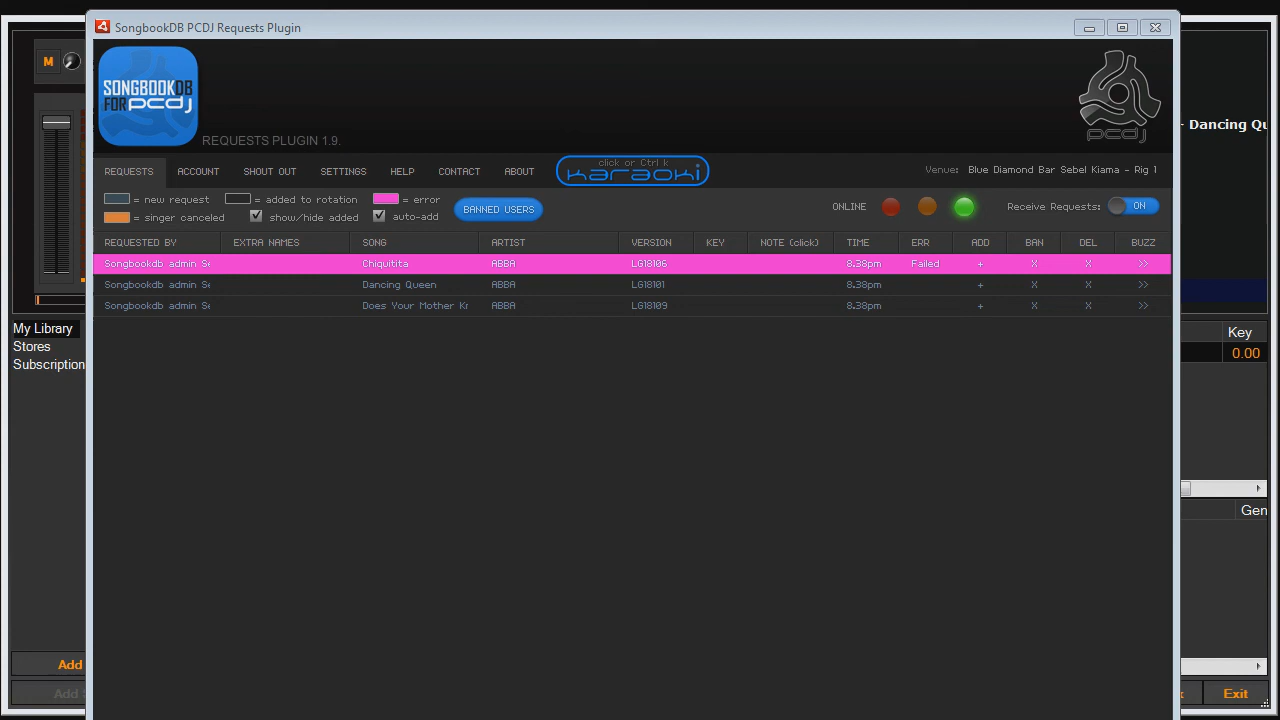 SongbookDB PCDJ Requests Plugin
M
SONGBOOKDB
FOR pcdj
REQUESTS PLUGIN 1.9.
pcdj
- Dancing Qu
REQUESTS ACCOUNT SHOUT OUT SETTINGS HELP CONTACT ABOUT
click or Ctrl k
karaoki
Venue: Blue Diamond Bar Sebel Kiama - Rig 1
= new request = added to rotation = error
= singer canceled show/hide added auto-add
BANNED USERS
ONLINE
Receive Requests: ON
REQUESTED BY EXTRA NAMES SONG ARTIST VERSION KEY NOTE (click) TIME ERR ADD BAN DEL BUZZ
Songbookdb admin Se Chiquitita ABBA LG18106 8.38pm Failed + X X >>
Songbookdb admin Se Dancing Queen ABBA LG18101 8.38pm + X X >>
Songbookdb admin Se Does Your Mother Kr ABBA LG18109 8.38pm + X X >>
My Library
Stores
Subscription
Key
0.00
Gen
Add
Add S
Exit